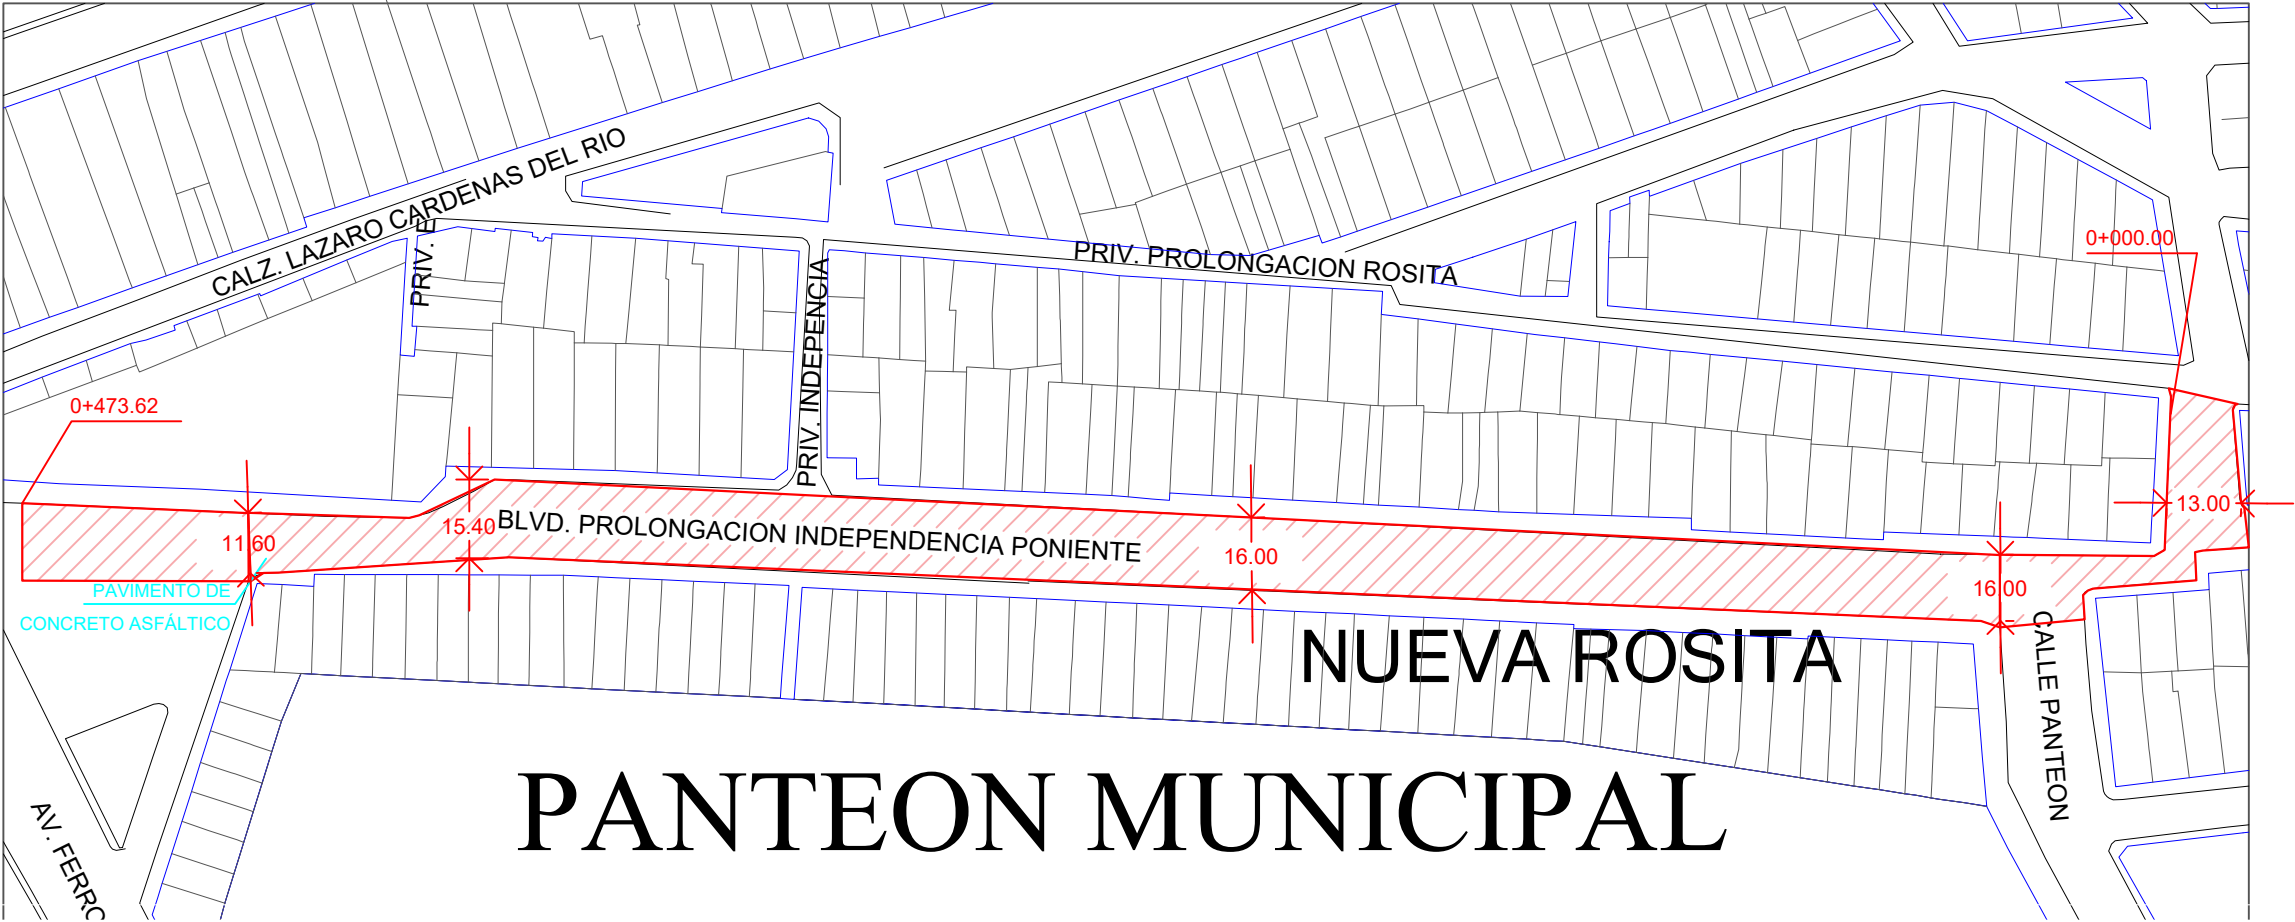 CALZ. LAZARO CARDENAS DEL RIO
PRIV. E
PRIV. INDEPENDENCIA
PRIV. PROLONGACION ROSITA
0+000.00
0+473.62
11.60
15.40
BLVD. PROLONGACION INDEPENDENCIA PONIENTE
16.00
16.00
13.00
PAVIMENTO DE
CONCRETO ASFÁLTICO
NUEVA ROSITA
CALLE PANTEON
PANTEON MUNICIPAL
AV. FERRO